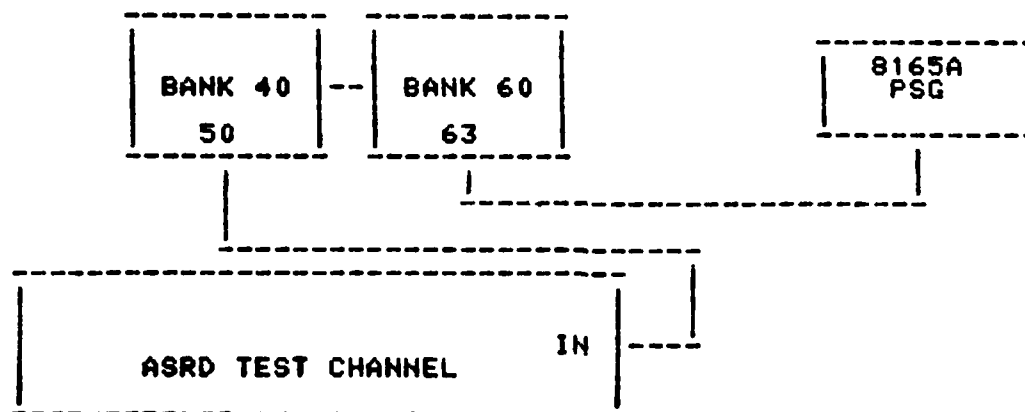 8165A
PSG
BANK 40 -- BANK 60
50 63
IN
ASRD TEST CHANNEL